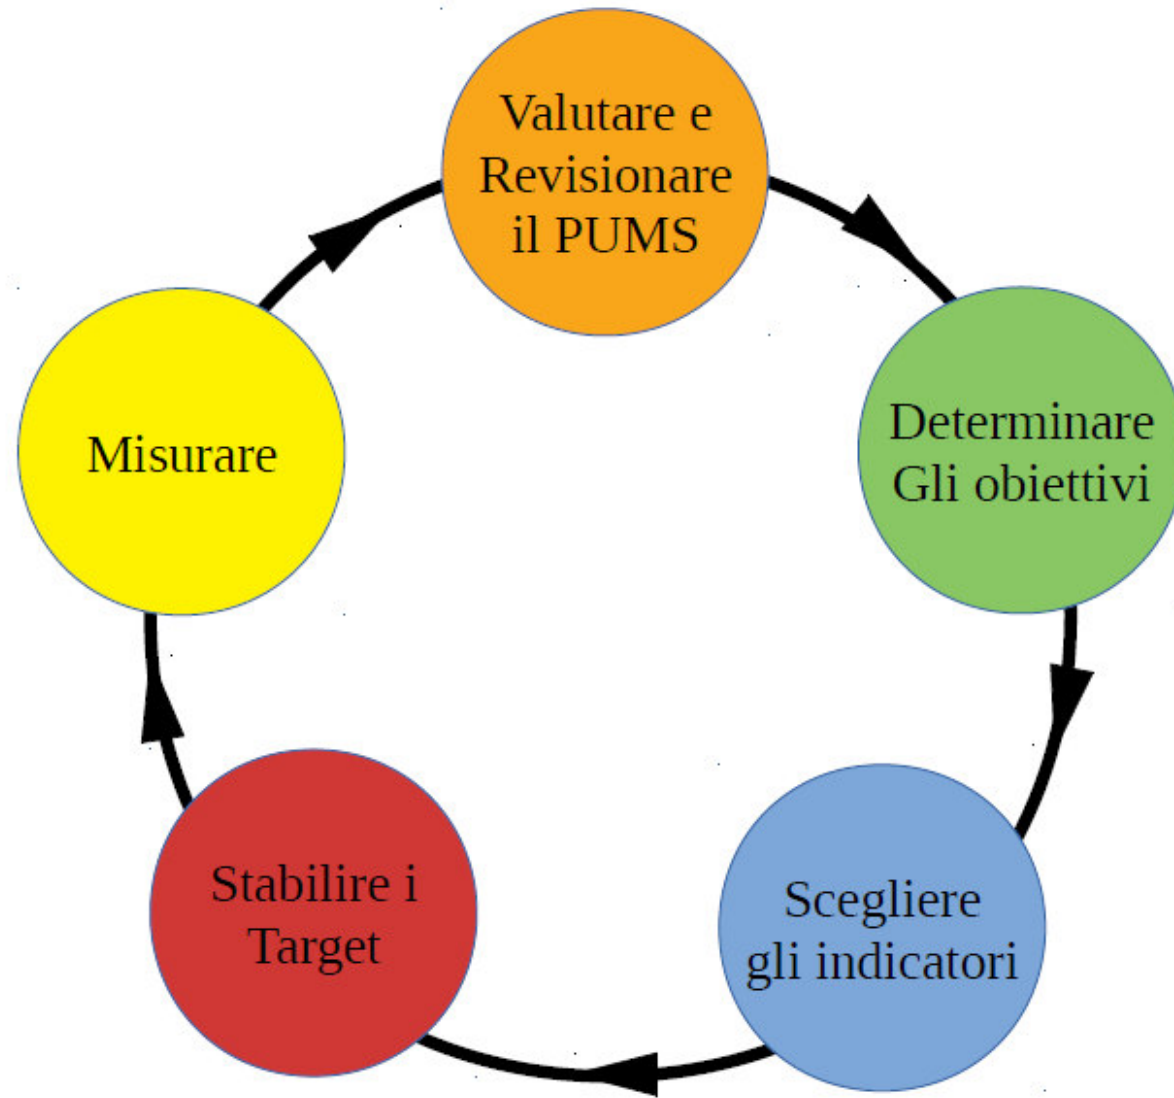 Valutare e
Revisionare
il PUMS
Determinare
Gli obiettivi
Scegliere
gli indicatori
Stabilire i
Target
Misurare